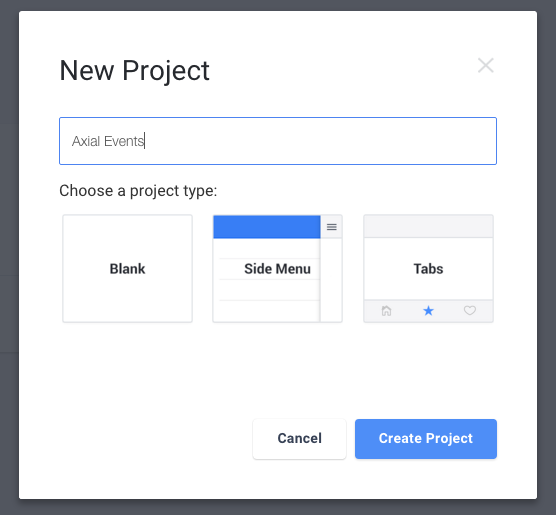 New Project
Axial Events
Choose a project type:
Blank
Side Menu
Tabs
Cancel
Create Project